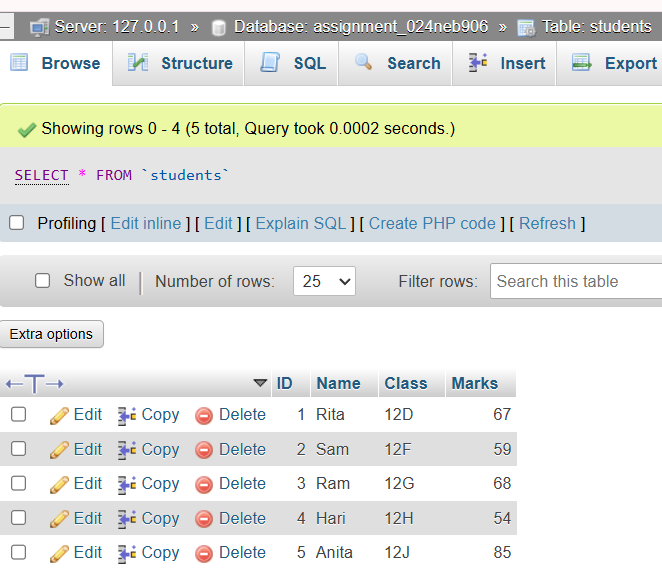 Server: 127.0.0.1 » Database: assignment_024neb906 » Table: students
Browse Structure SQL Search Insert Export
Showing rows 0 - 4 (5 total, Query took 0.0002 seconds.)
SELECT * FROM `students`
Profiling [ Edit inline ] [ Edit ] [ Explain SQL ] [ Create PHP code ] [ Refresh ]
Show all Number of rows: 25 Filter rows: Search this table
Extra options
←T→ ID Name Class Marks
Edit Copy Delete 1 Rita 12D 67
Edit Copy Delete 2 Sam 12F 59
Edit Copy Delete 3 Ram 12G 68
Edit Copy Delete 4 Hari 12H 54
Edit Copy Delete 5 Anita 12J 85